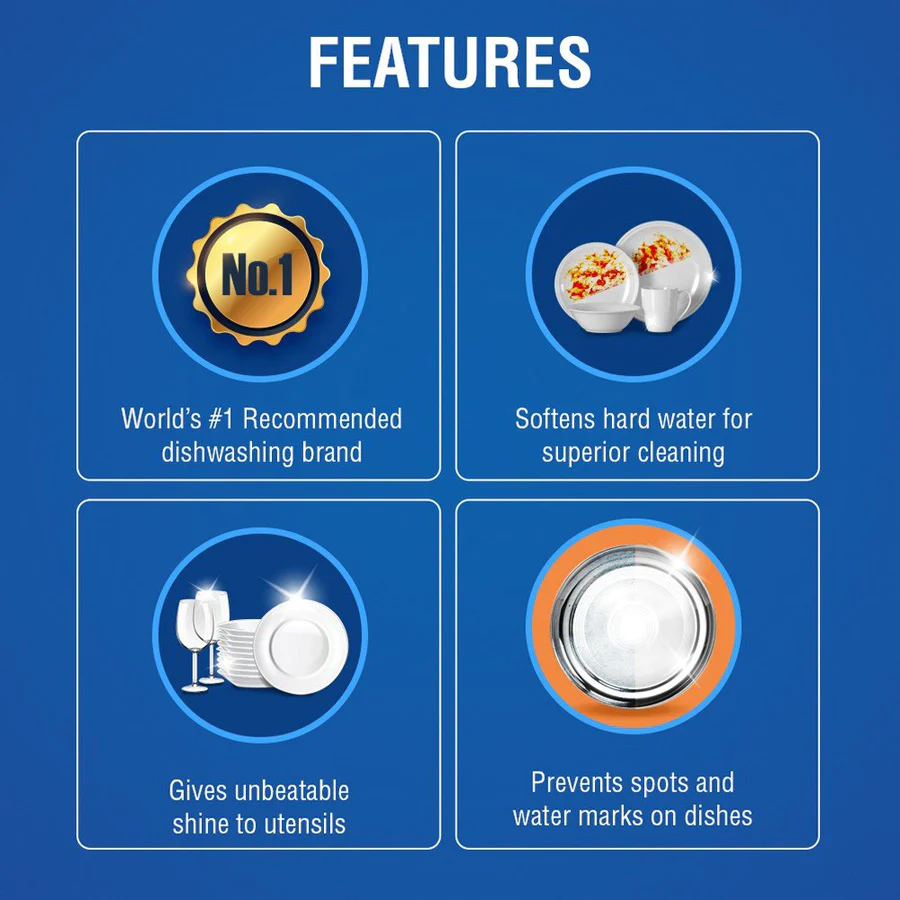 FEATURES
No.1
World's #1 Recommended
dishwashing brand
Softens hard water for
superior cleaning
Gives unbeatable
shine to utensils
Prevents spots and
water marks on dishes